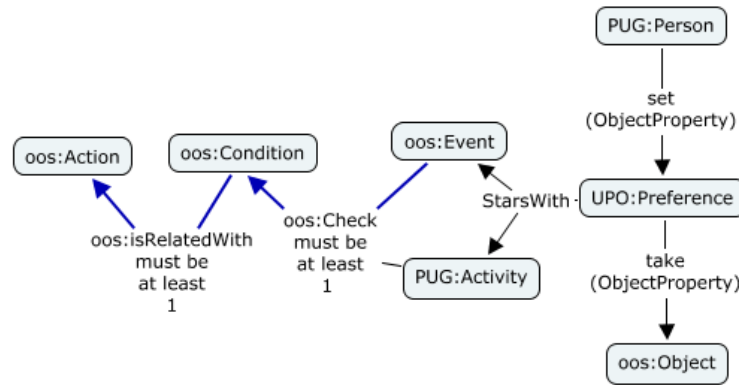 PUG:Person
set
(ObjectProperty)
oos:Event
oos:Condition
oos:Action
StarsWith
UPO:Preference
oos:Check
must be
at least
1
oos:isRelatedWith
must be
at least
1
PUG:Activity
take
(ObjectProperty)
oos:Object